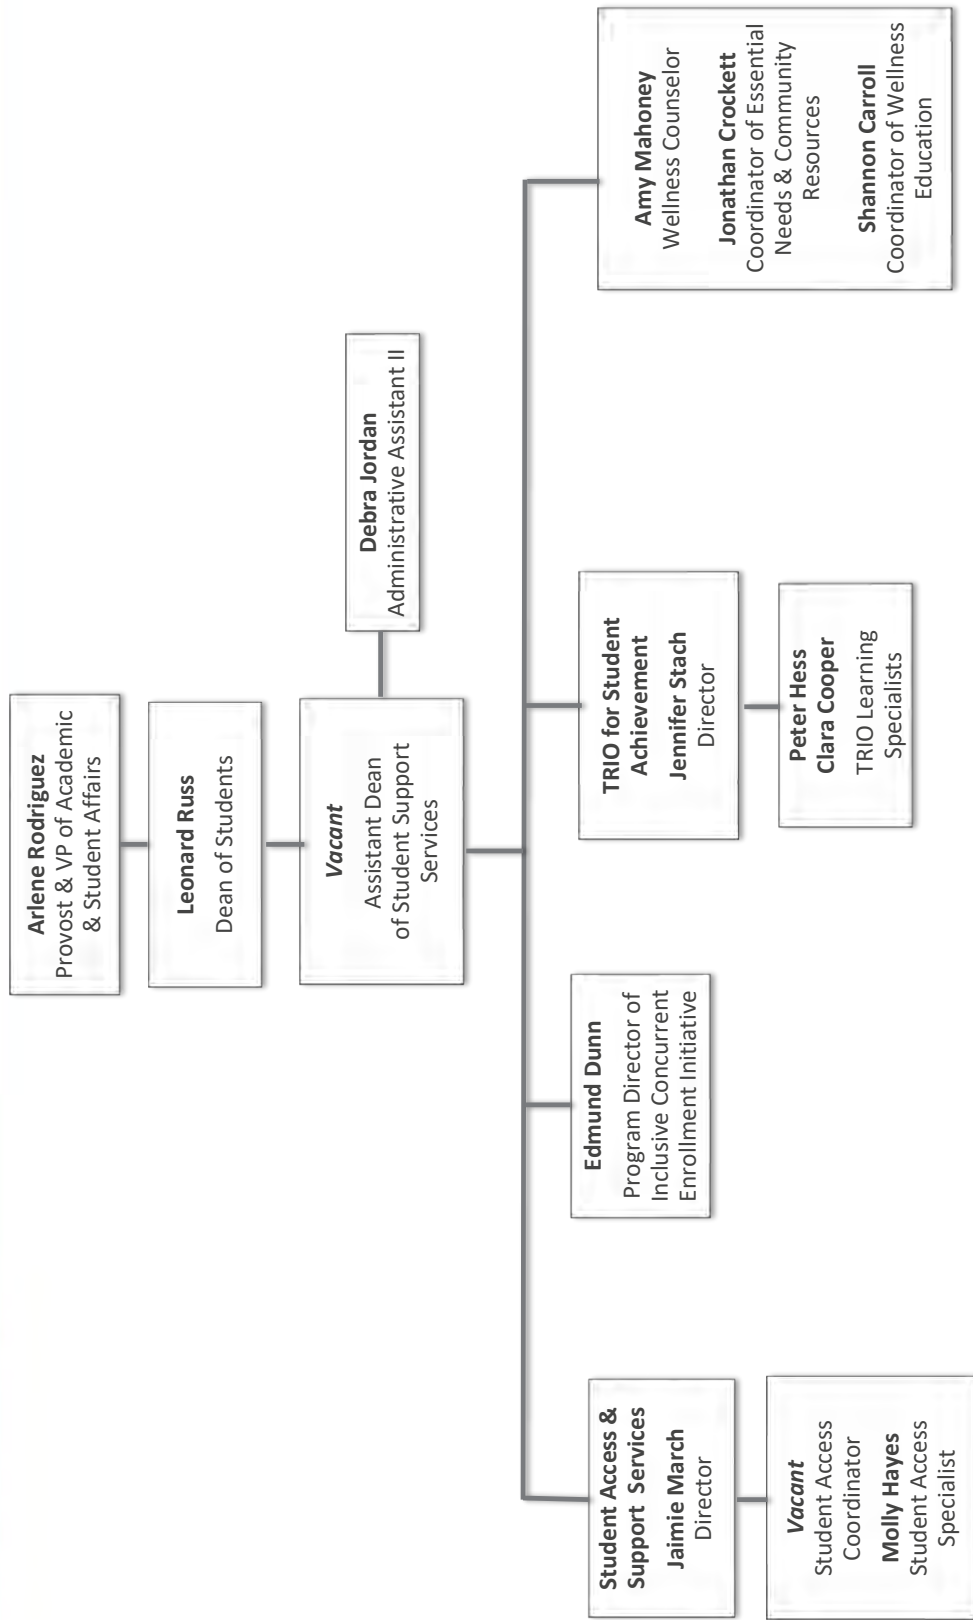 Arlene Rodriguez
Provost & VP of Academic
& Student Affairs
Leonard Russ
Dean of Students
Vacant
Assistant Dean
of Student Support
Services
Debra Jordan
Administrative Assistant II
Student Access &
Support Services
Jaimie March
Director
Vacant
Student Access
Coordinator
Molly Hayes
Student Access
Specialist
Edmund Dunn
Program Director of
Inclusive Concurrent
Enrollment Initiative
TRIO for Student
Achievement
Jennifer Stach
Director
Peter Hess
Clara Cooper
TRIO Learning
Specialists
Amy Mahoney
Wellness Counselor
Jonathan Crockett
Coordinator of Essential
Needs & Community
Resources
Shannon Carroll
Coordinator of Wellness
Education